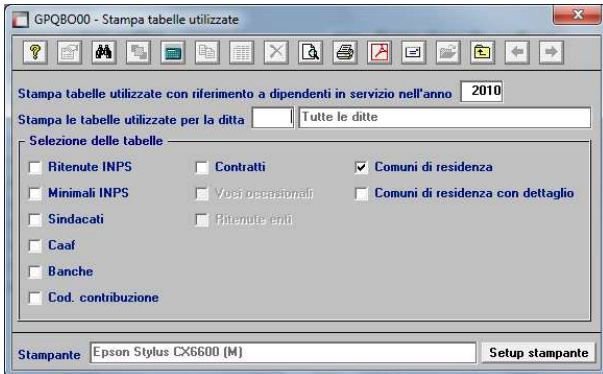 GPQBO00 - Stampa tabelle utilizzate
Stampa tabelle utilizzate con riferimento a dipendenti in servizio nell'anno 2010
Stampa le tabelle utilizzate per la ditta Tutte le ditte
Selezione delle tabelle
Ritenute INPS Contratti Comuni di residenza
Minimali INPS Voci occasionali Comuni di residenza con dettaglio
Sindacati Ritenute enti
Caaf
Banche
Cod. contribuzione
Stampante Epson Stylus CX6600 (M) Setup stampante